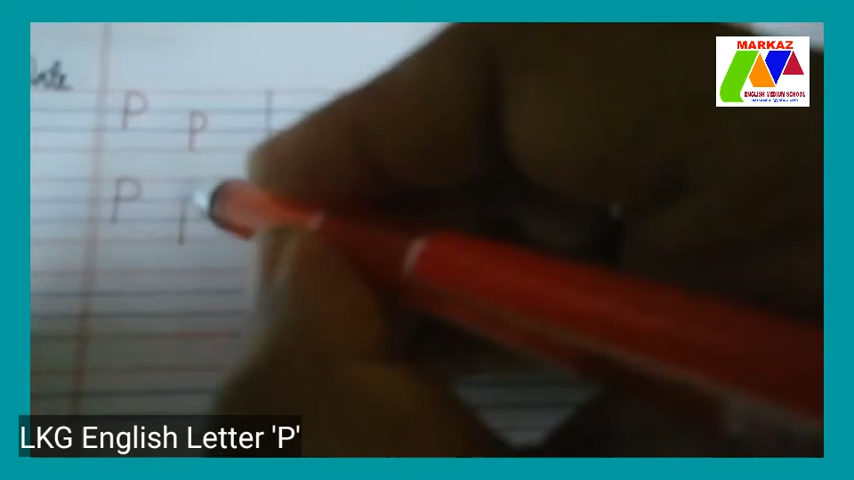 MARKAZ
ENGLISH MEDIUM SCHOOL
Date
P p
P
LKG English Letter 'P'